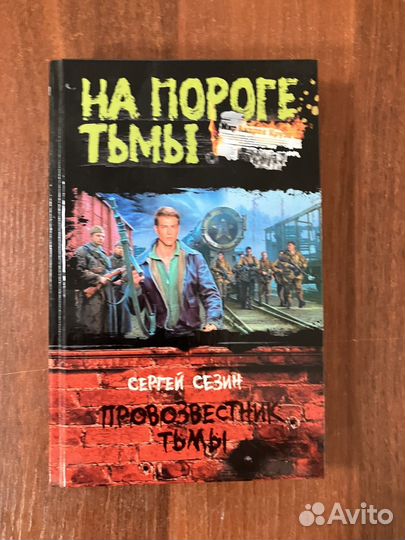 НА ПОРОГЕ
ТЬМЫ
СЕРГЕЙ СЕЗИН
ПРОВОЗВЕСТНИК
ТЬМЫ
Avito